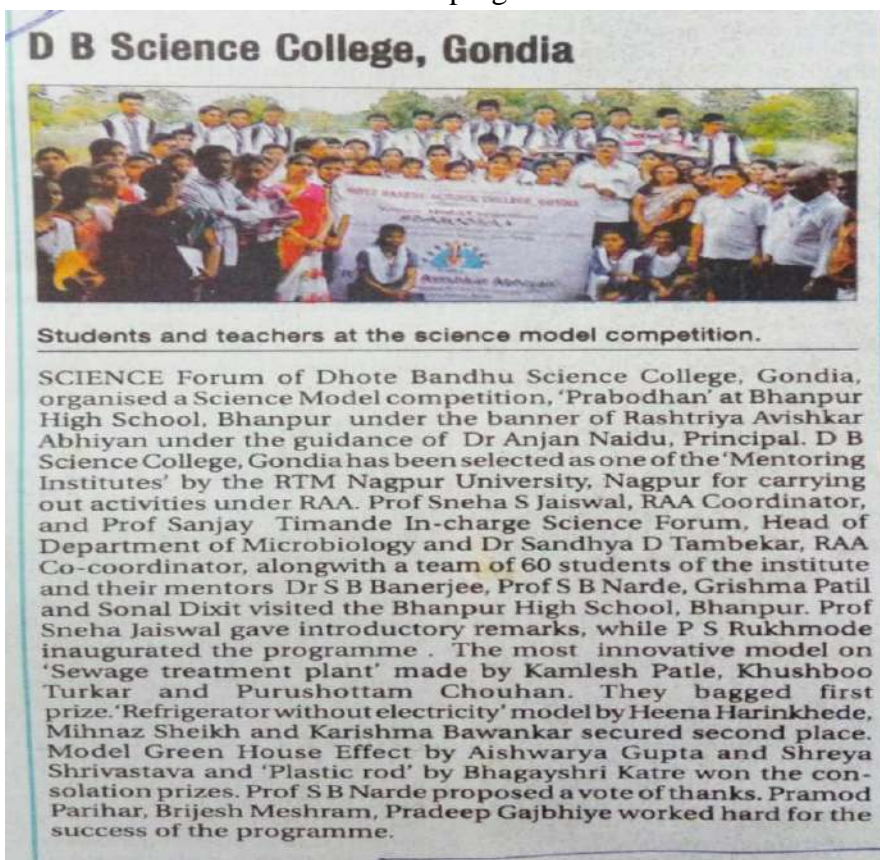 D B Science College, Gondia
DHOTE BANDHU SCIENCE COLLEGE, GONDIA
Students and teachers at the science model competition.
SCIENCE Forum of Dhote Bandhu Science College, Gondia,
organised a Science Model competition, ‘Prabodhan’ at Bhanpur
High School, Bhanpur under the banner of Rashtriya Avishkar
Abhiyan under the guidance of Dr Anjan Naidu, Principal. D B
Science College, Gondia has been selected as one of the ‘Mentoring
Institutes’ by the RTM Nagpur University, Nagpur for carrying
out activities under RAA. Prof Sneha S Jaiswal, RAA Coordinator,
and Prof Sanjay Timande In-charge Science Forum, Head of
Department of Microbiology and Dr Sandhya D Tambekar, RAA
Co-coordinator, alongwith a team of 60 students of the institute
and their mentors Dr S B Banerjee, Prof S B Narde, Grishma Patil
and Sonal Dixit visited the Bhanpur High School, Bhanpur. Prof
Sneha Jaiswal gave introductory remarks, while P S Rukhmode
inaugurated the programme . The most innovative model on
‘Sewage treatment plant’ made by Kamlesh Patle, Khushboo
Turkar and Purushottam Chouhan. They bagged first
prize. ‘Refrigerator without electricity’ model by Heena Harinkhede,
Mihnaz Sheikh and Karishma Bawankar secured second place.
Model Green House Effect by Aishwarya Gupta and Shreya
Shrivastava and ‘Plastic rod’ by Bhagayshri Katre won the con-
solation prizes. Prof S B Narde proposed a vote of thanks. Pramod
Parihar, Brijesh Meshram, Pradeep Gajbhiye worked hard for the
success of the programme.